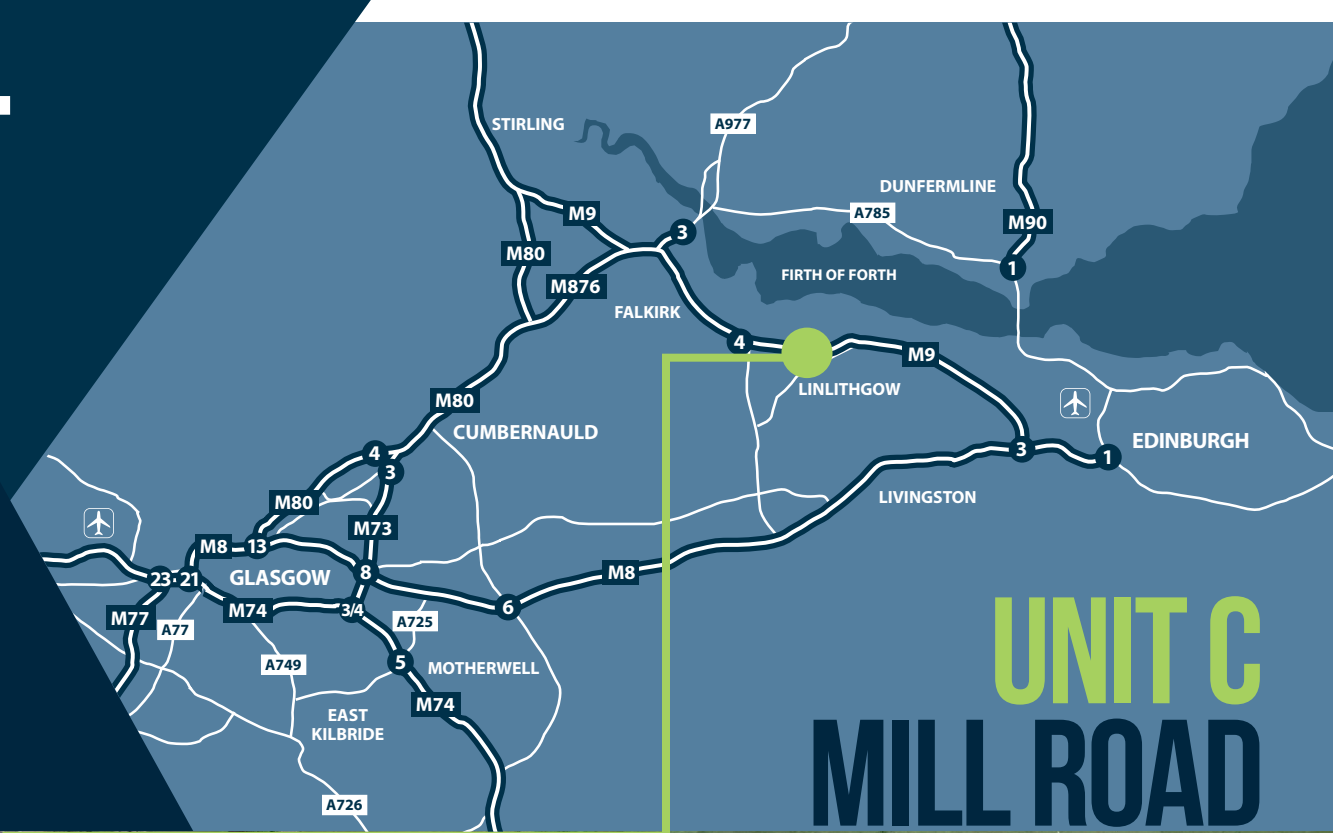 STIRLING
A977
DUNFERMLINE
A785
M9
M90
3
M80
1
FIRTH OF FORTH
M876
FALKIRK
4
M9
LINLITHGOW
M80
CUMBERNAULD
EDINBURGH
3
1
4
3
LIVINGSTON
M80
M73
M8
13
GLASGOW
8
M8
23
21
6
M74
3/4
M77
A77
A725
A749
5
MOTHERWELL
M74
EAST
KILBRIDE
A726
UNIT C
MILL ROAD